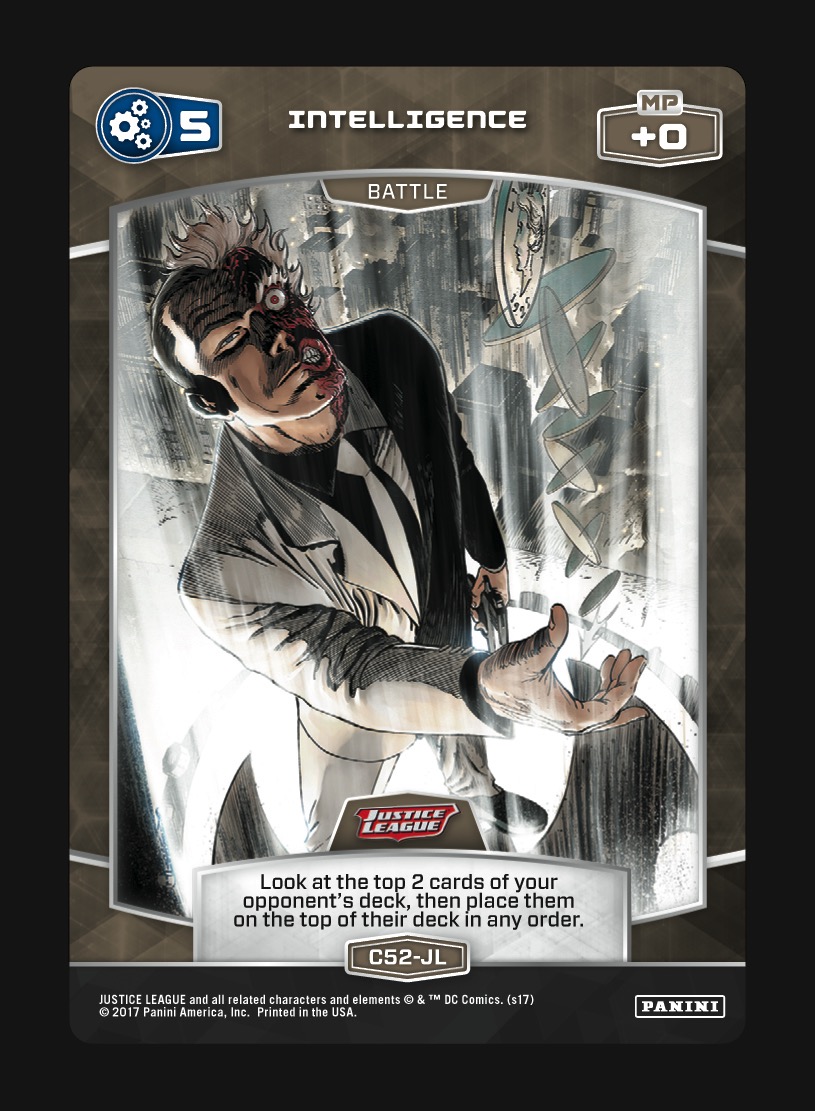 5
INTELLIGENCE
MP
+0
BATTLE
JUSTICE
LEAGUE
Look at the top 2 cards of your
opponent's deck, then place them
on the top of their deck in any order.
C52-JL
JUSTICE LEAGUE and all related characters and elements © & ™ DC Comics. (s17)
© 2017 Panini America, Inc. Printed in the USA.
PANINI